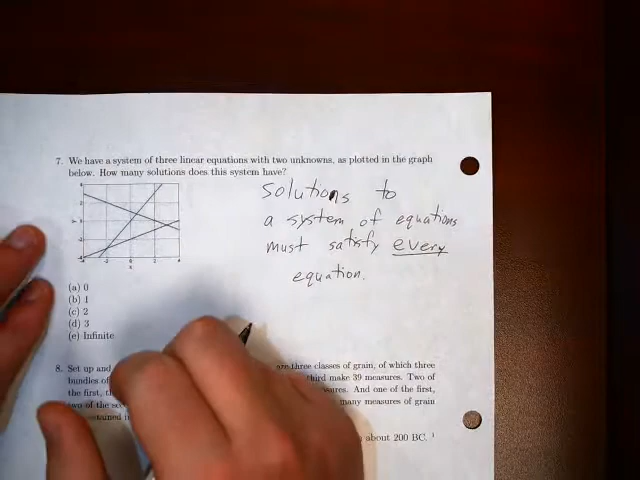 7. We have a system of three linear equations with two unknowns, as plotted in the graph
below. How many solutions does this system have?
solutions to
a system of equations
must satisfy every
equation.
(a) 0
(b) 1
(c) 2
(d) 3
(e) Infinite
8. Set up and are three classes of grain, of which three
bundles of third make 39 measures. Two of
the first, And one of the first,
two of the many measures of grain
about 200 BC. 1